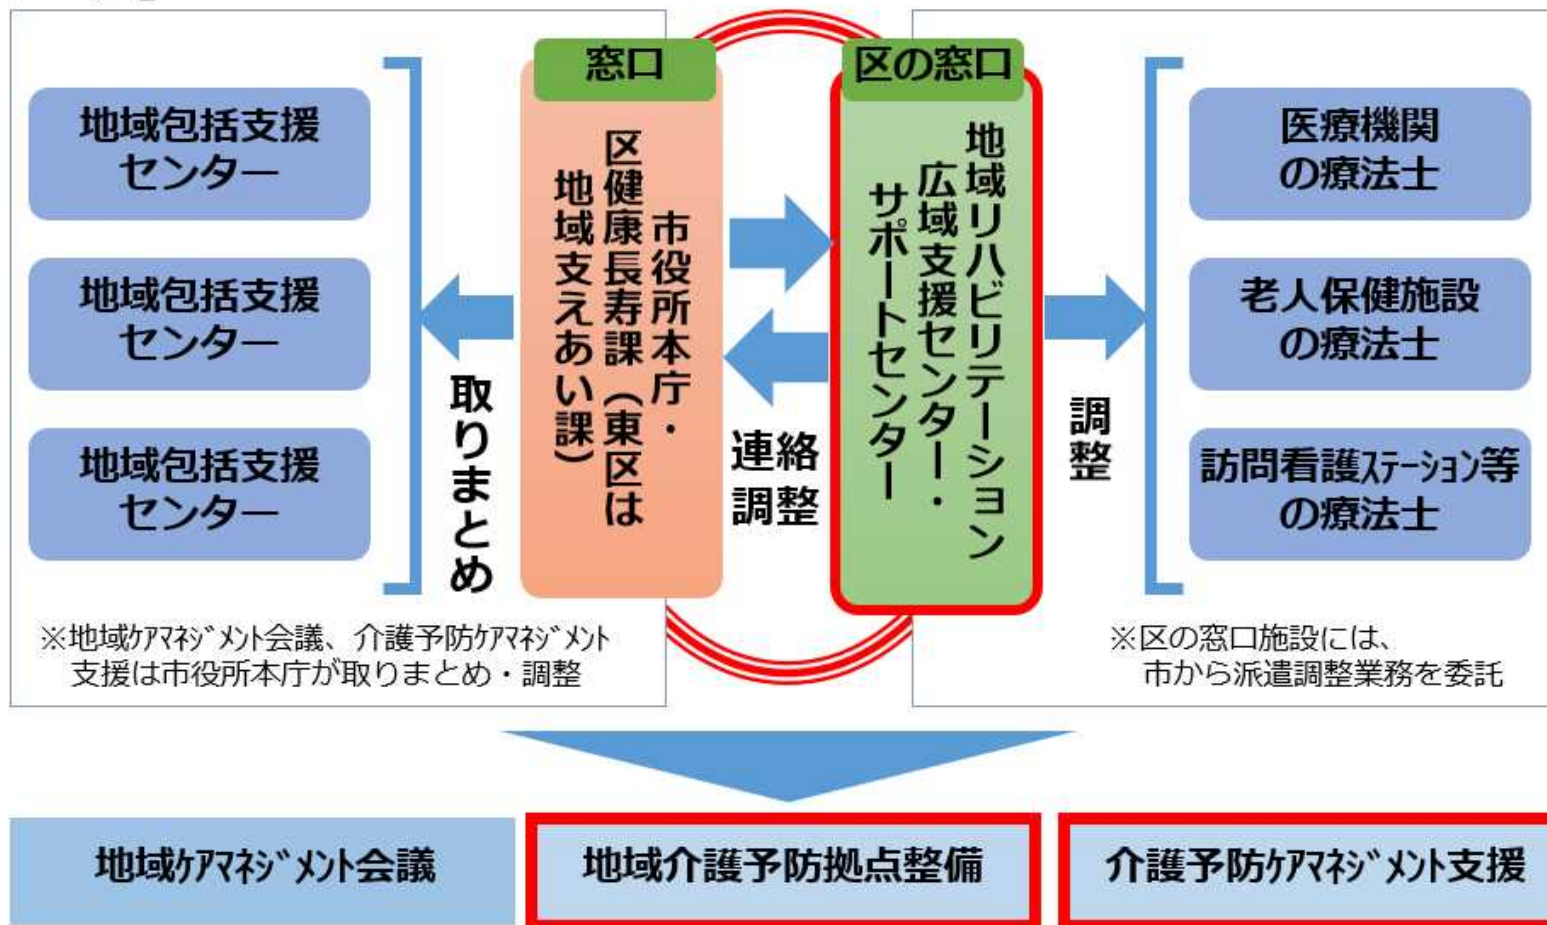 地域包括支援
センター
地域包括支援
センター
地域包括支援
センター
取りまとめ
※地域ｹｱﾏﾈｼﾞﾒﾝﾄ会議、介護予防ｹｱﾏﾈｼﾞﾒﾝﾄ
支援は市役所本庁が取りまとめ・調整
窓口
市役所本庁・
区健康長寿課（東区は
地域支えあい課）
連絡
調整
区の窓口
地域リハビリテーション
広域支援センター・
サポートセンター
調整
医療機関
の療法士
老人保健施設
の療法士
訪問看護ｽﾃｰｼｮﾝ等
の療法士
※区の窓口施設には、
市から派遣調整業務を委託
地域ｹｱﾏﾈｼﾞﾒﾝﾄ会議
地域介護予防拠点整備
介護予防ｹｱﾏﾈｼﾞﾒﾝﾄ支援